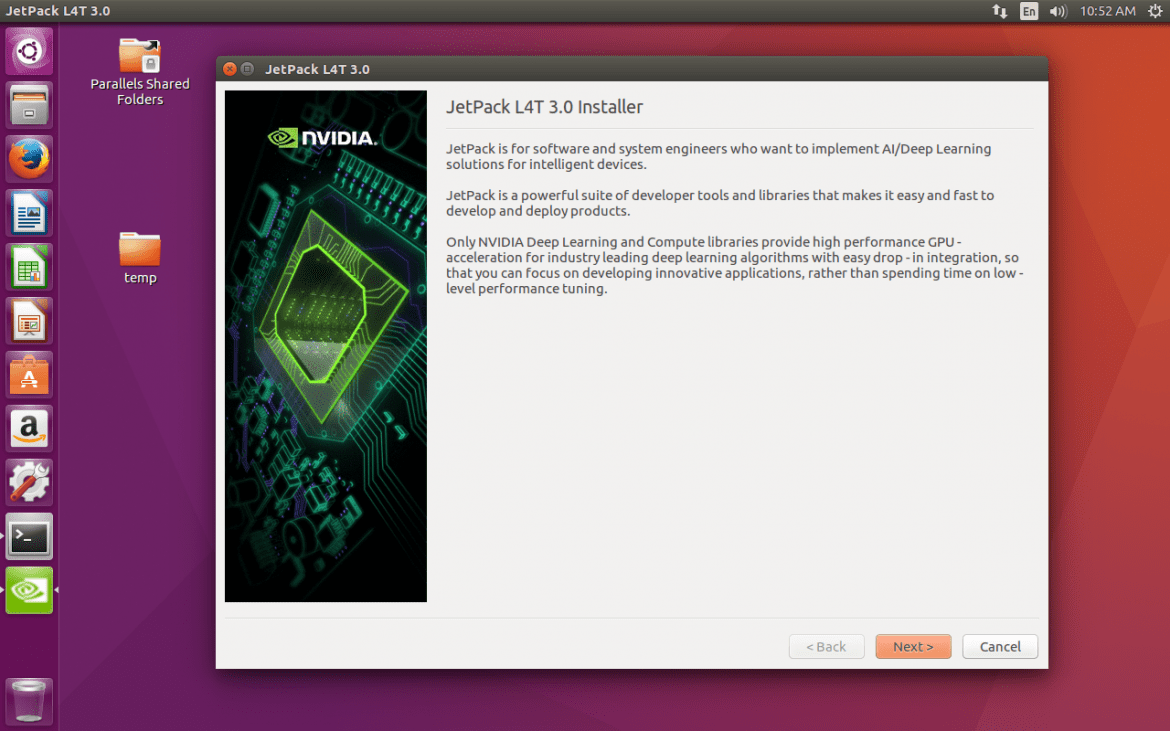 JetPack L4T 3.0
En
10:52 AM
Parallels Shared
Folders
temp
JetPack L4T 3.0
NVIDIA.
JetPack L4T 3.0 Installer
JetPack is for software and system engineers who want to implement AI/Deep Learning
solutions for intelligent devices.
JetPack is a powerful suite of developer tools and libraries that makes it easy and fast to
develop and deploy products.
Only NVIDIA Deep Learning and Compute libraries provide high performance GPU -
acceleration for industry leading deep learning algorithms with easy drop - in integration, so
that you can focus on developing innovative applications, rather than spending time on low -
level performance tuning.
< Back
Next >
Cancel